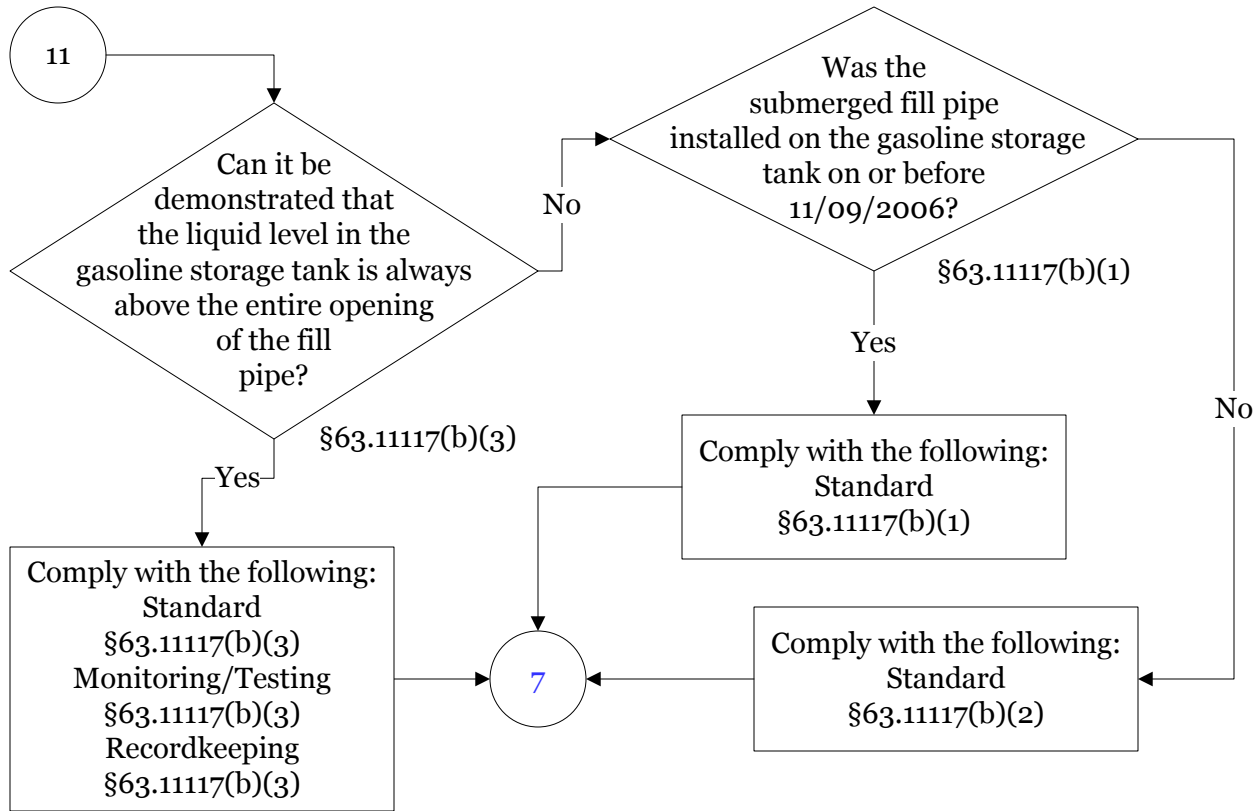 11
Can it be
demonstrated that
the liquid level in the
gasoline storage tank is always
above the entire opening
of the fill
pipe?
§63.11117(b)(3)
No
Was the
submerged fill pipe
installed on the gasoline storage
tank on or before
11/09/2006?
§63.11117(b)(1)
Yes
No
Comply with the following:
Standard
§63.11117(b)(1)
Yes
Comply with the following:
Standard
§63.11117(b)(3)
Monitoring/Testing
§63.11117(b)(3)
Recordkeeping
§63.11117(b)(3)
7
Comply with the following:
Standard
§63.11117(b)(2)